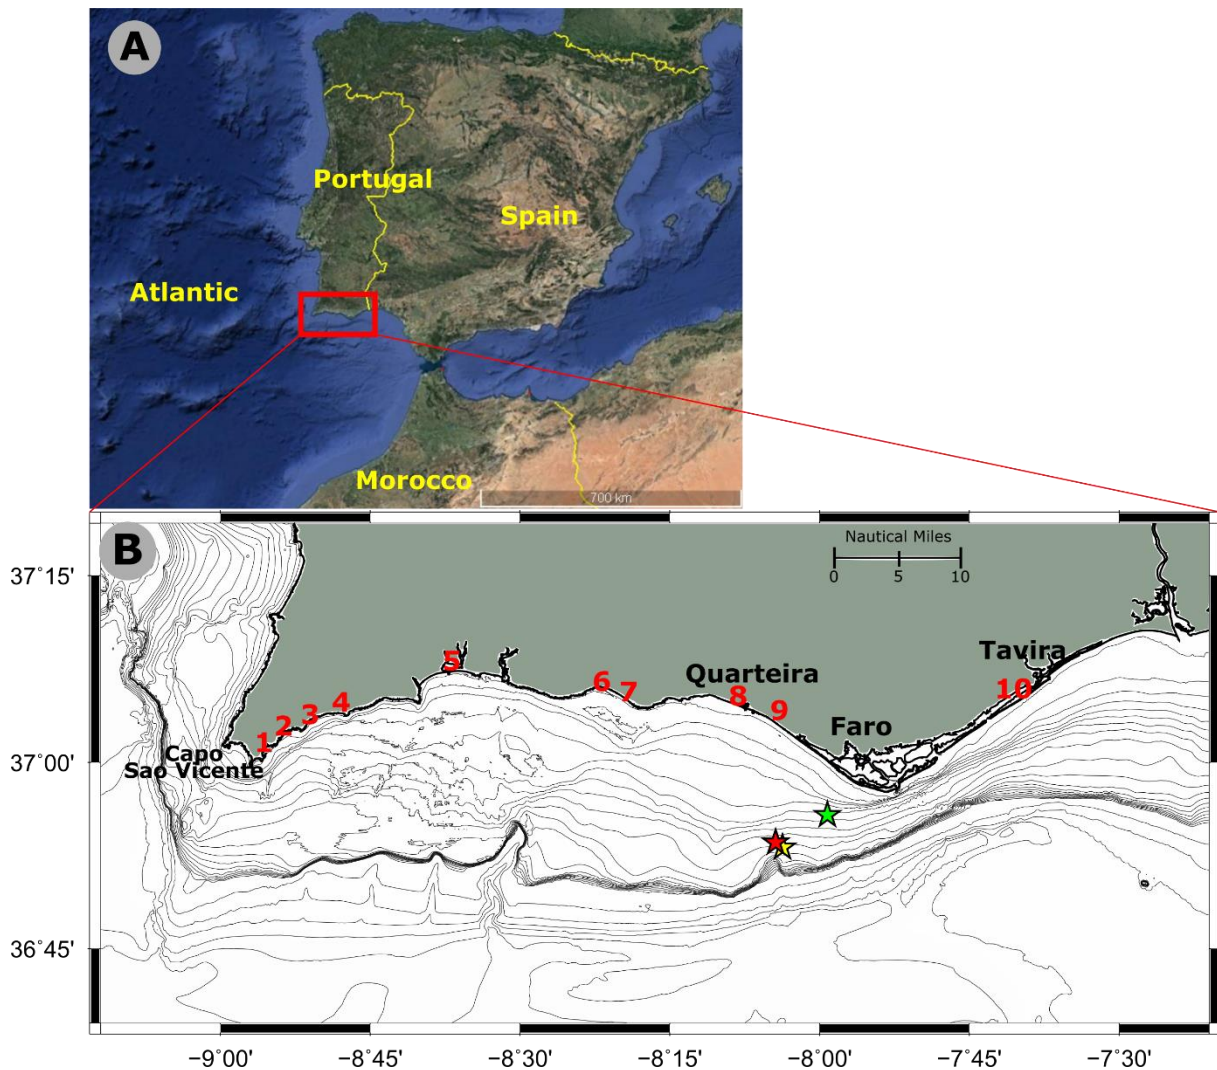 A
Portugal
Spain
Atlantic
Morocco
700 km
B
Nautical Miles
0 5 10
37°15'
Tavira
5
Quarteira
6 7 8 10
1 2 3 4 9
Faro
37°00'
Capo
Sao Vicente
36°45'
−9°00' −8°45' −8°30' −8°15' −8°00' −7°45' −7°30'